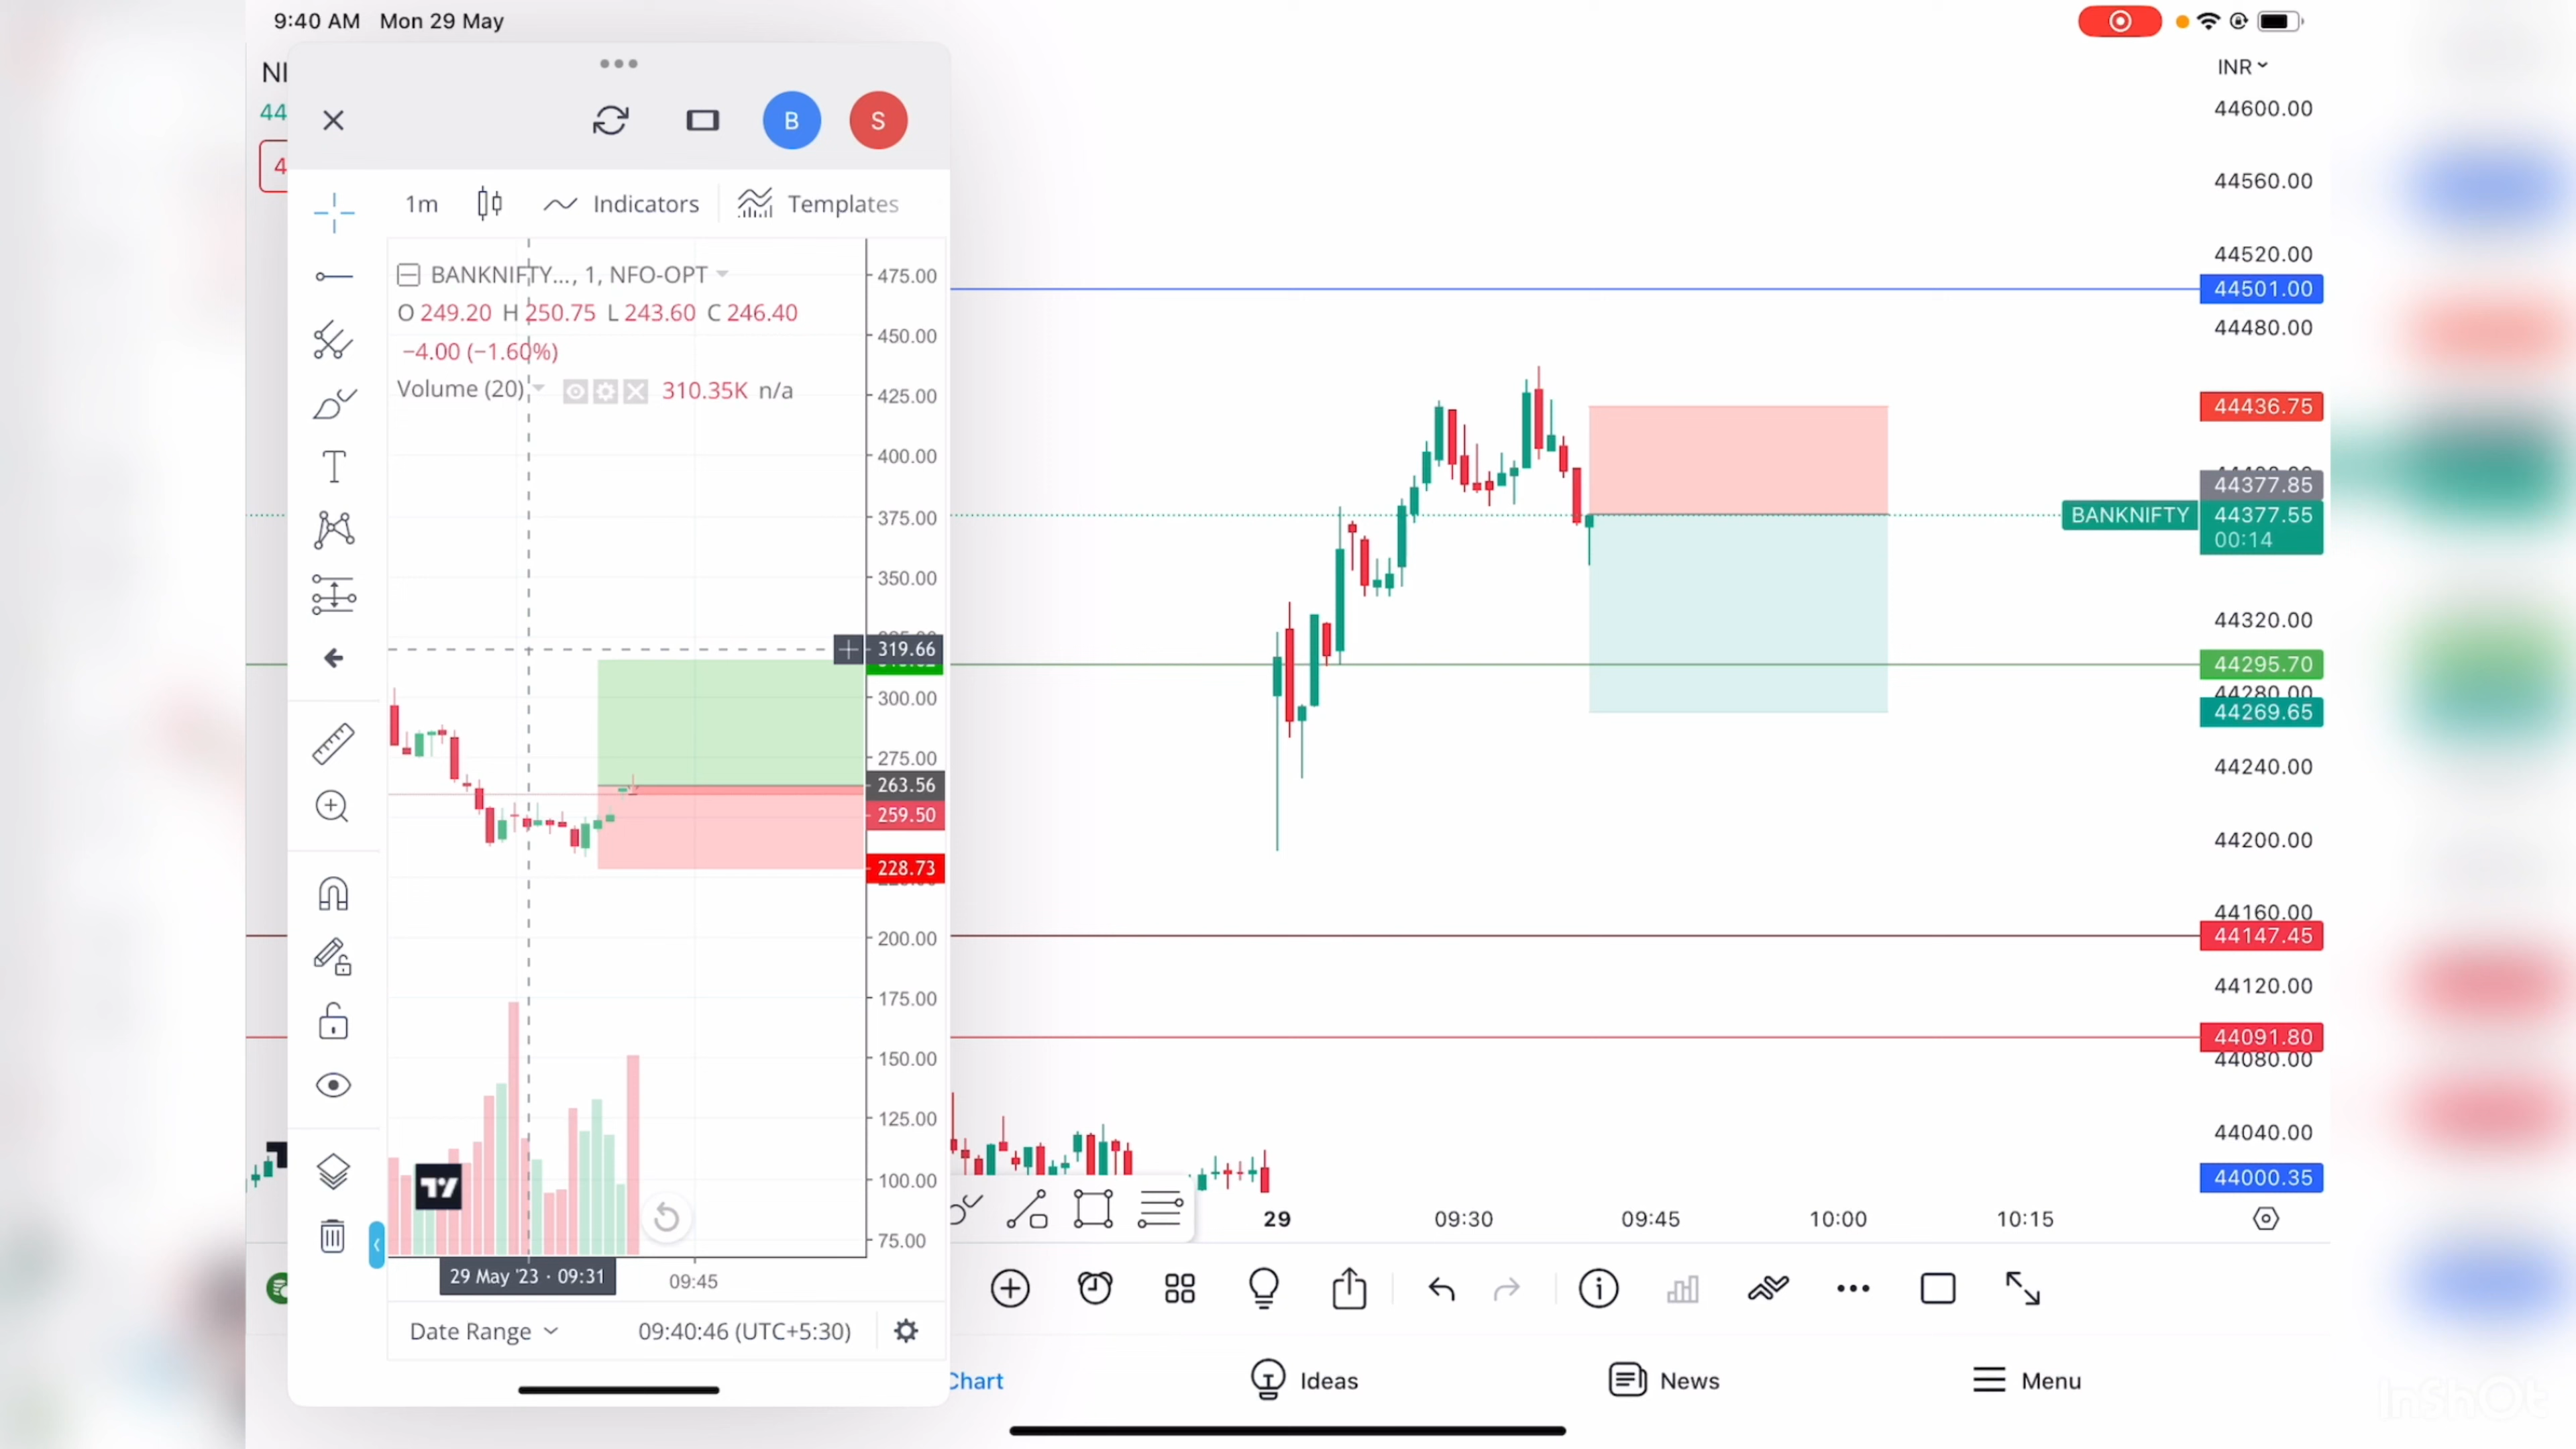 9:40 AM Mon 29 May
NI
44
4
B
S
1m
Indicators
Templates
BANKNIFTY..., 1, NFO-OPT
O 249.20 H 250.75 L 243.60 C 246.40
−4.00 (−1.60%)
Volume (20)
310.35K n/a
475.00
450.00
425.00
400.00
375.00
350.00
319.66
300.00
275.00
263.56
259.50
228.73
200.00
175.00
150.00
125.00
100.00
75.00
29 May '23 · 09:31
09:45
Date Range
09:40:46 (UTC+5:30)
INR
44600.00
44560.00
44520.00
44501.00
44480.00
44436.75
44377.85
BANKNIFTY
44377.55
00:14
44320.00
44295.70
44280.00
44269.65
44240.00
44200.00
44160.00
44147.45
44120.00
44091.80
44080.00
44040.00
44000.35
29
09:30
09:45
10:00
10:15
Chart
Ideas
News
Menu
InShOt